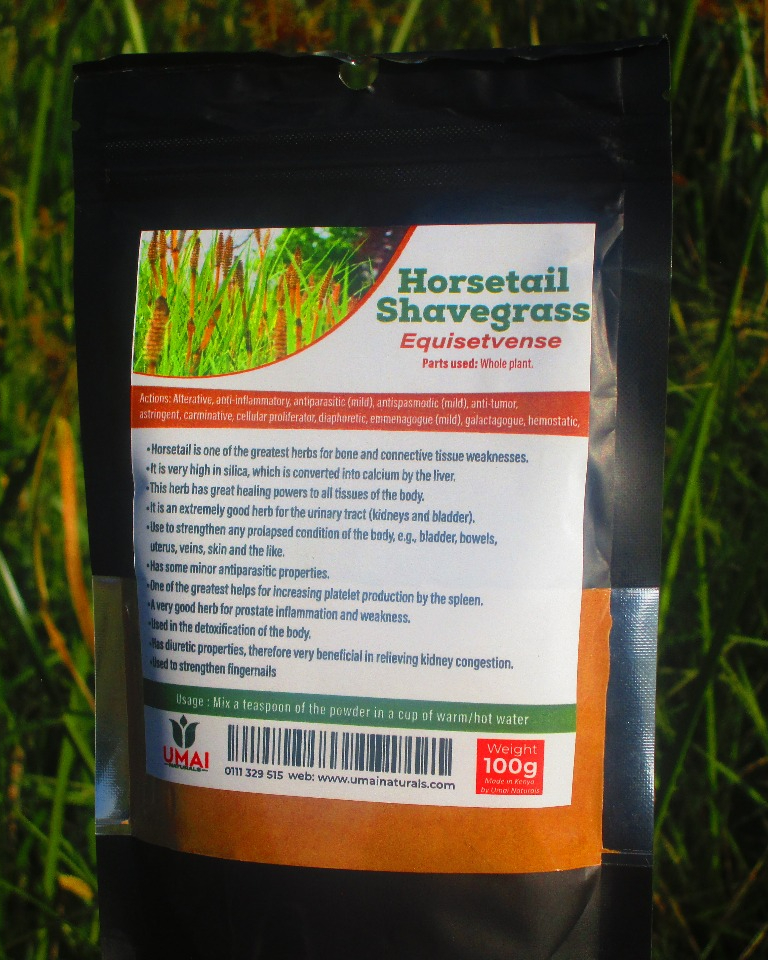 Horsetail
Shavegrass
Equisetvense
Parts used: Whole plant.
Actions: Alterative, anti-inflammatory, antiparasitic (mild), antispasmodic (mild), anti-tumor,
astringent, carminative, cellular proliferator, diaphoretic, emmenagogue (mild), galactagogue, hemostatic,
•Horsetail is one of the greatest herbs for bone and connective tissue weaknesses.
•It is very high in silica, which is converted into calcium by the liver.
•This herb has great healing powers to all tissues of the body.
•It is an extremely good herb for the urinary tract (kidneys and bladder).
•Use to strengthen any prolapsed condition of the body, e.g., bladder, bowels,
uterus, veins, skin and the like.
•Has some minor antiparasitic properties.
•One of the greatest helps for increasing platelet production by the spleen.
•A very good herb for prostate inflammation and weakness.
•Used in the detoxification of the body.
•Has diuretic properties, therefore very beneficial in relieving kidney congestion.
•Used to strengthen fingernails
Usage : Mix a teaspoon of the powder in a cup of warm/hot water
UMAI
NATURALS
0111 329 515 web: www.umainaturals.com
Weight
100g
Made in Kenya
by Umai Naturals